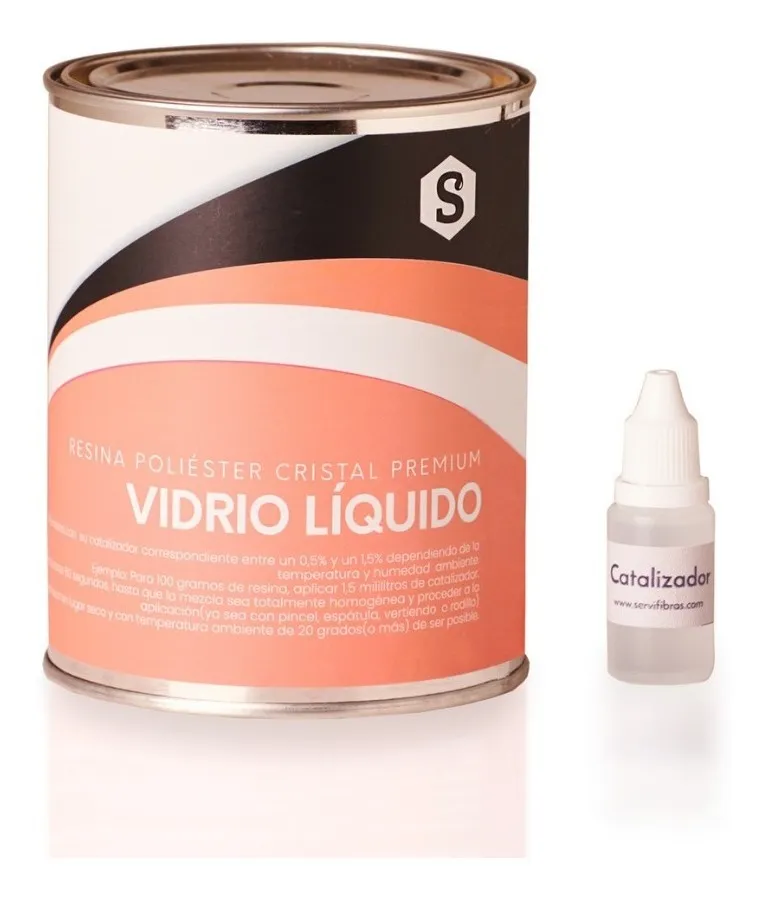 S
RESINA POLIÉSTER CRISTAL PREMIUM
VIDRIO LÍQUIDO
su catalizador correspondiente entre un 0,5% y un 1,5% dependiendo de la
temperatura y humedad ambiente.
Ejemplo: Para 100 gramos de resina, aplicar 1,5 mililitros de catalizador.
segundos, hasta que la mezcla sea totalmente homogénea y proceder a la
aplicación(ya sea con pincel, espátula, vertiendo o rodillo)
lugar seco y con temperatura ambiente de 20 grados(o más) de ser posible.
Catalizador
www.servifibras.com